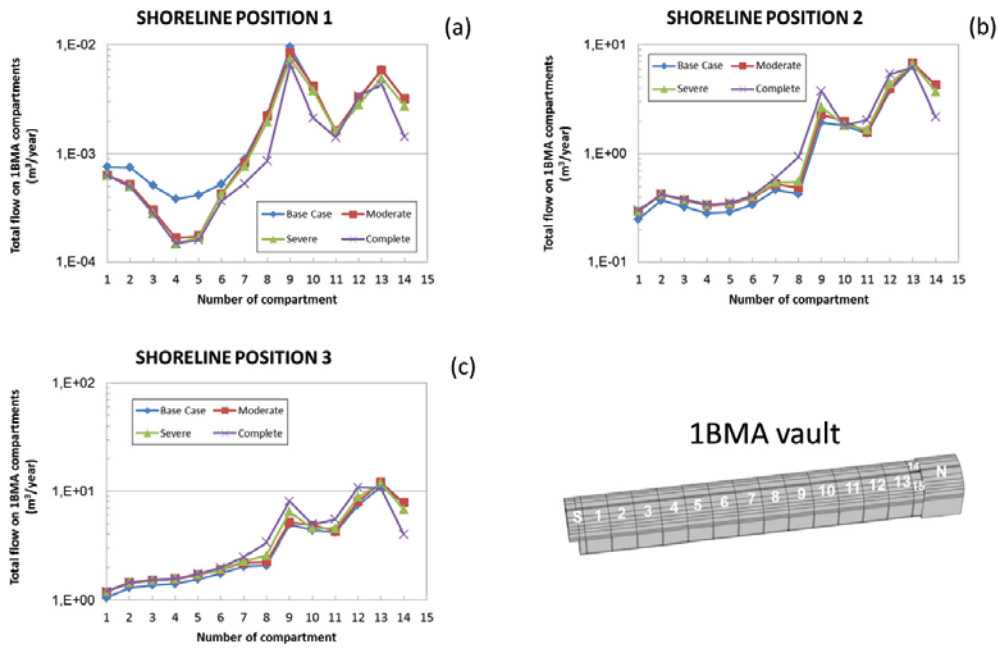 SHORELINE POSITION 1
(a)
1,E-02
1,E-03
1,E-04
Total flow on 1BMA compartments
(m³/year)
Base Case
Moderate
Severe
Complete
1 2 3 4 5 6 7 8 9 10 11 12 13 14 15
Number of compartment
SHORELINE POSITION 2
(b)
1,E+01
1,E+00
1,E-01
Total flow on 1BMA compartments
(m³/year)
Base Case
Moderate
Severe
Complete
1 2 3 4 5 6 7 8 9 10 11 12 13 14 15
Number of compartment
SHORELINE POSITION 3
(c)
1,E+02
1,E+01
1,E+00
Total flow on 1BMA compartments
(m³/year)
Base Case
Moderate
Severe
Complete
1 2 3 4 5 6 7 8 9 10 11 12 13 14 15
Number of compartment
1BMA vault
S 1 2 3 4 5 6 7 8 9 10 11 12 13 14 15 N